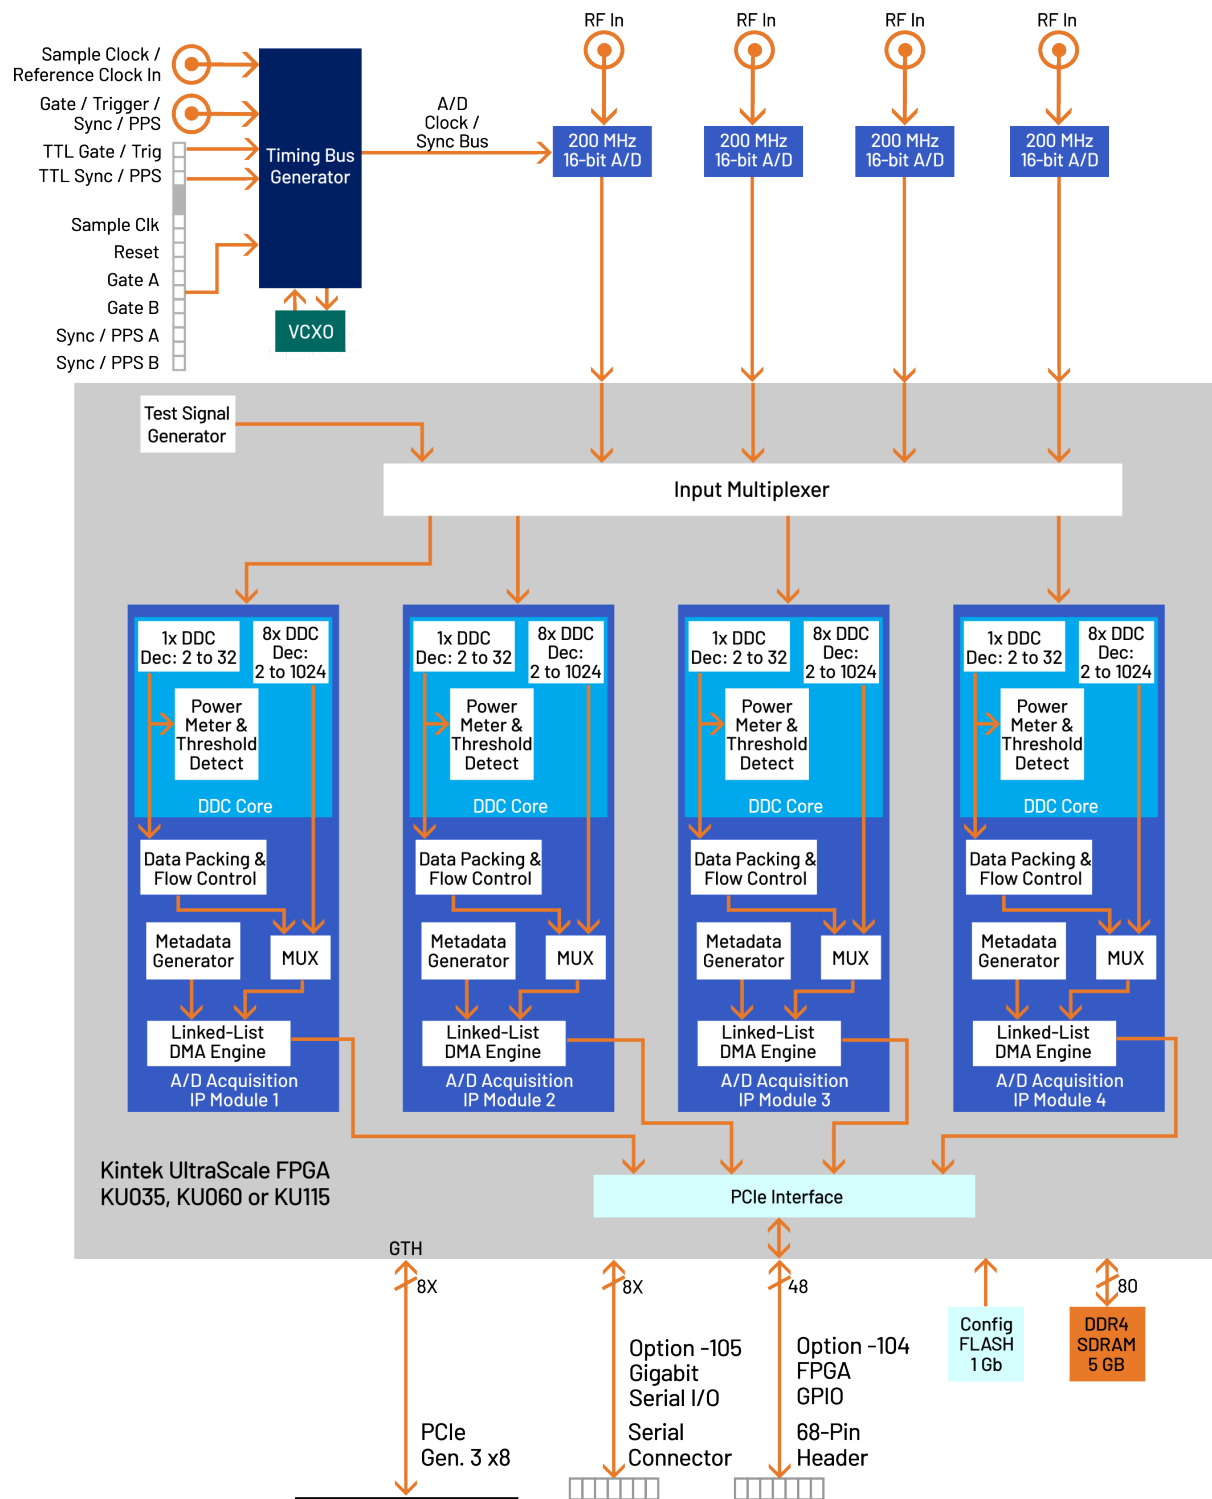 RF In
RF In
RF In
RF In
Sample Clock /
Reference Clock In
Gate / Trigger /
Sync / PPS
TTL Gate / Trig
TTL Sync / PPS
Sample Clk
Reset
Gate A
Gate B
Sync / PPS A
Sync / PPS B
Timing Bus
Generator
VCXO
A/D
Clock /
Sync Bus
200 MHz
16-bit A/D
200 MHz
16-bit A/D
200 MHz
16-bit A/D
200 MHz
16-bit A/D
Test Signal
Generator
Input Multiplexer
1x DDC
Dec: 2 to 32
8x DDC
Dec:
2 to 1024
Power
Meter &
Threshold
Detect
DDC Core
Data Packing &
Flow Control
Metadata
Generator
MUX
Linked-List
DMA Engine
A/D Acquisition
IP Module 1
1x DDC
Dec: 2 to 32
8x DDC
Dec:
2 to 1024
Power
Meter &
Threshold
Detect
DDC Core
Data Packing &
Flow Control
Metadata
Generator
MUX
Linked-List
DMA Engine
A/D Acquisition
IP Module 2
1x DDC
Dec: 2 to 32
8x DDC
Dec:
2 to 1024
Power
Meter &
Threshold
Detect
DDC Core
Data Packing &
Flow Control
Metadata
Generator
MUX
Linked-List
DMA Engine
A/D Acquisition
IP Module 3
1x DDC
Dec: 2 to 32
8x DDC
Dec:
2 to 1024
Power
Meter &
Threshold
Detect
DDC Core
Data Packing &
Flow Control
Metadata
Generator
MUX
Linked-List
DMA Engine
A/D Acquisition
IP Module 4
Kintek UltraScale FPGA
KU035, KU060 or KU115
PCIe Interface
GTH
8X
8X
48
80
PCIe
Gen. 3 x8
Option -105
Gigabit
Serial I/O
Serial
Connector
Option -104
FPGA
GPIO
68-Pin
Header
Config
FLASH
1 Gb
DDR4
SDRAM
5 GB